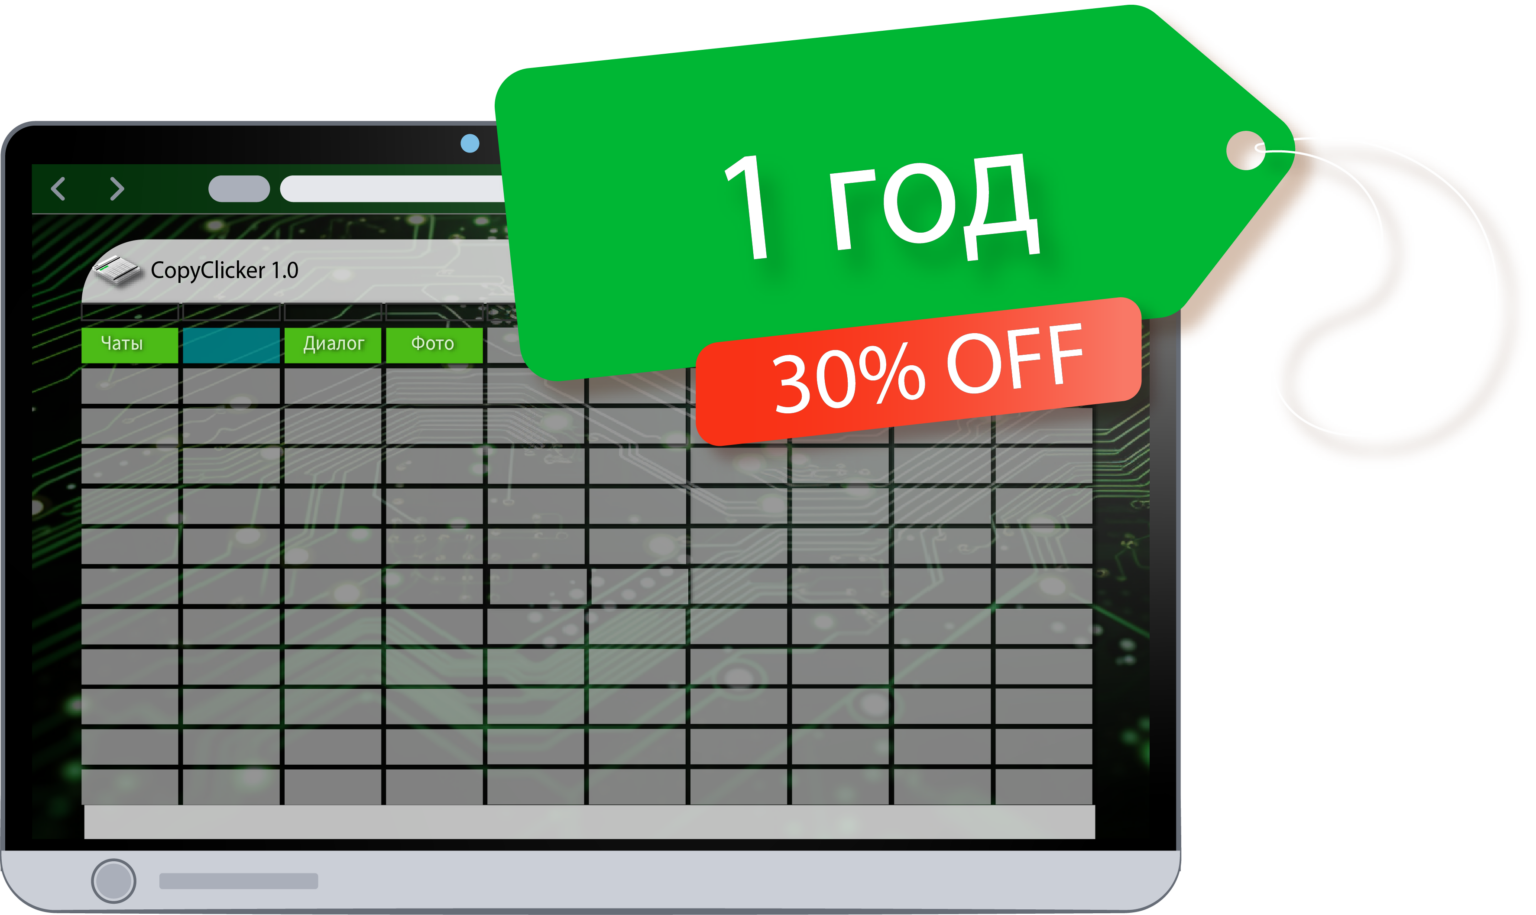 1 год
30% OFF
CopyClicker 1.0
Чаты
Диалог
Фото